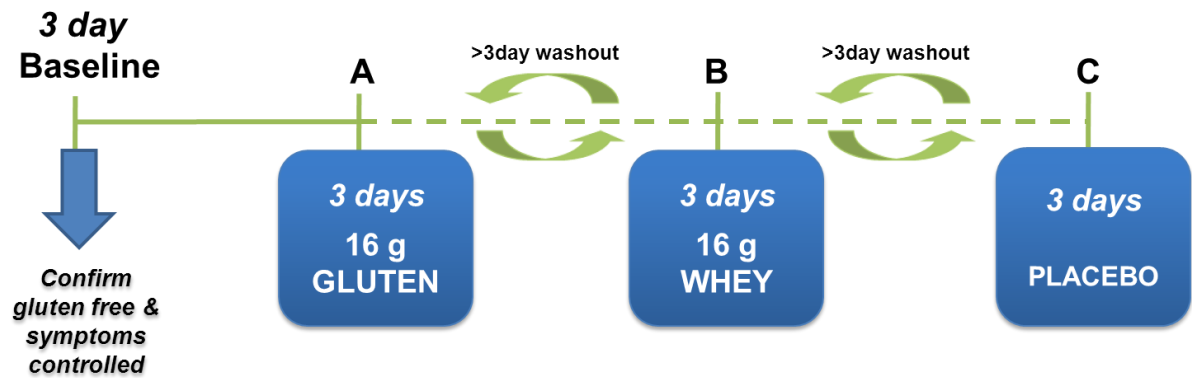 3 day
Baseline
A
>3day washout
B
>3day washout
C
3 days
16 g
GLUTEN
3 days
16 g
WHEY
3 days
PLACEBO
Confirm
gluten free &
symptoms
controlled